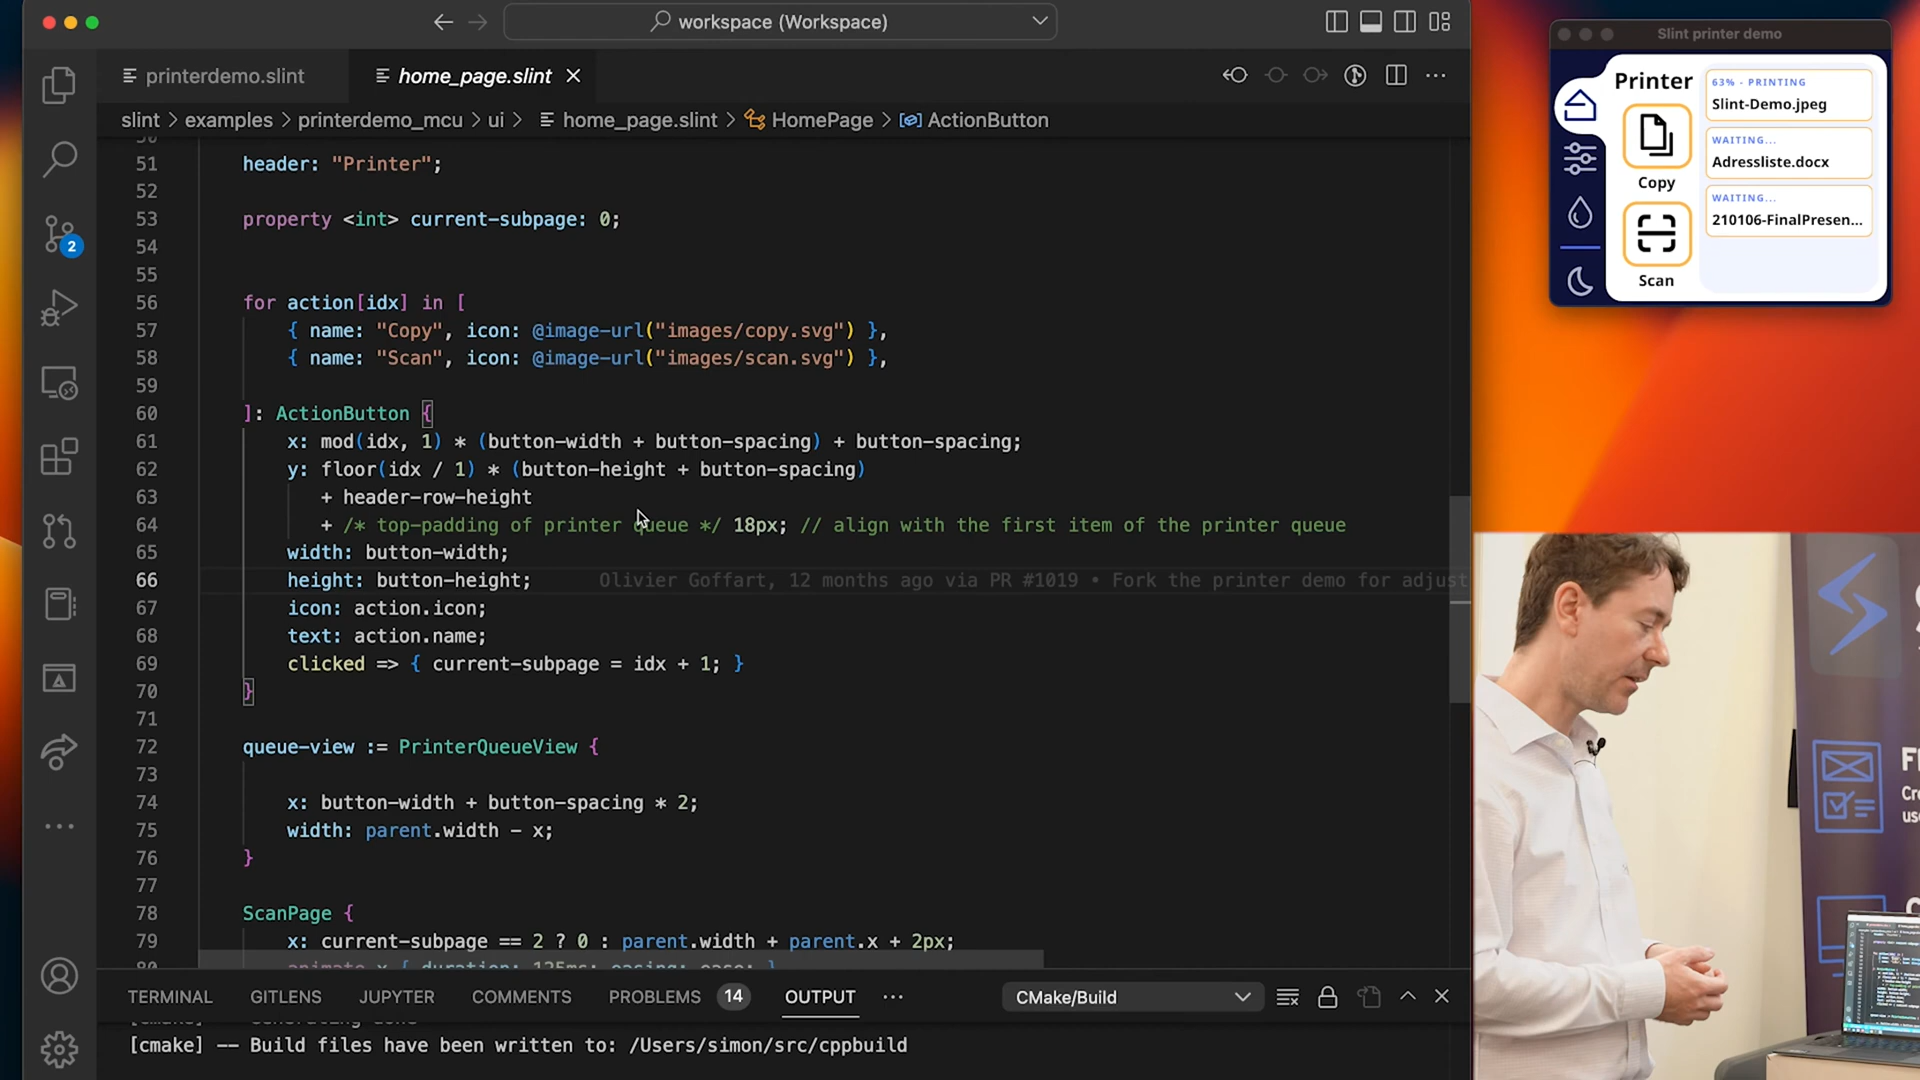 workspace (Workspace)
printerdemo.slint
home_page.slint
slint > examples > printerdemo_mcu > ui > home_page.slint > HomePage > ActionButton
51 header: "Printer";
52
53 property <int> current-subpage: 0;
54
55
56 for action[idx] in [
57 { name: "Copy", icon: @image-url("images/copy.svg") },
58 { name: "Scan", icon: @image-url("images/scan.svg") },
59
60 ]: ActionButton {
61 x: mod(idx, 1) * (button-width + button-spacing) + button-spacing;
62 y: floor(idx / 1) * (button-height + button-spacing)
63 + header-row-height
64 + /* top-padding of printer queue */ 18px; // align with the first item of the printer queue
65 width: button-width;
66 height: button-height; Olivier Goffart, 12 months ago via PR #1019 • Fork the printer demo for adjust
67 icon: action.icon;
68 text: action.name;
69 clicked => { current-subpage = idx + 1; }
70 }
71
72 queue-view := PrinterQueueView {
73
74 x: button-width + button-spacing * 2;
75 width: parent.width - x;
76 }
77
78 ScanPage {
79 x: current-subpage == 2 ? 0 : parent.width + parent.x + 2px;
80 animate x { duration: 125ms; easing: ease; }
2
TERMINAL GITLENS JUPYTER COMMENTS PROBLEMS 14 OUTPUT
CMake/Build
[cmake] -- Generating done
[cmake] -- Build files have been written to: /Users/simon/src/cppbuild
Slint printer demo
Printer
Copy
Scan
63% - PRINTING
Slint-Demo.jpeg
WAITING...
Adressliste.docx
WAITING...
210106-FinalPresen...